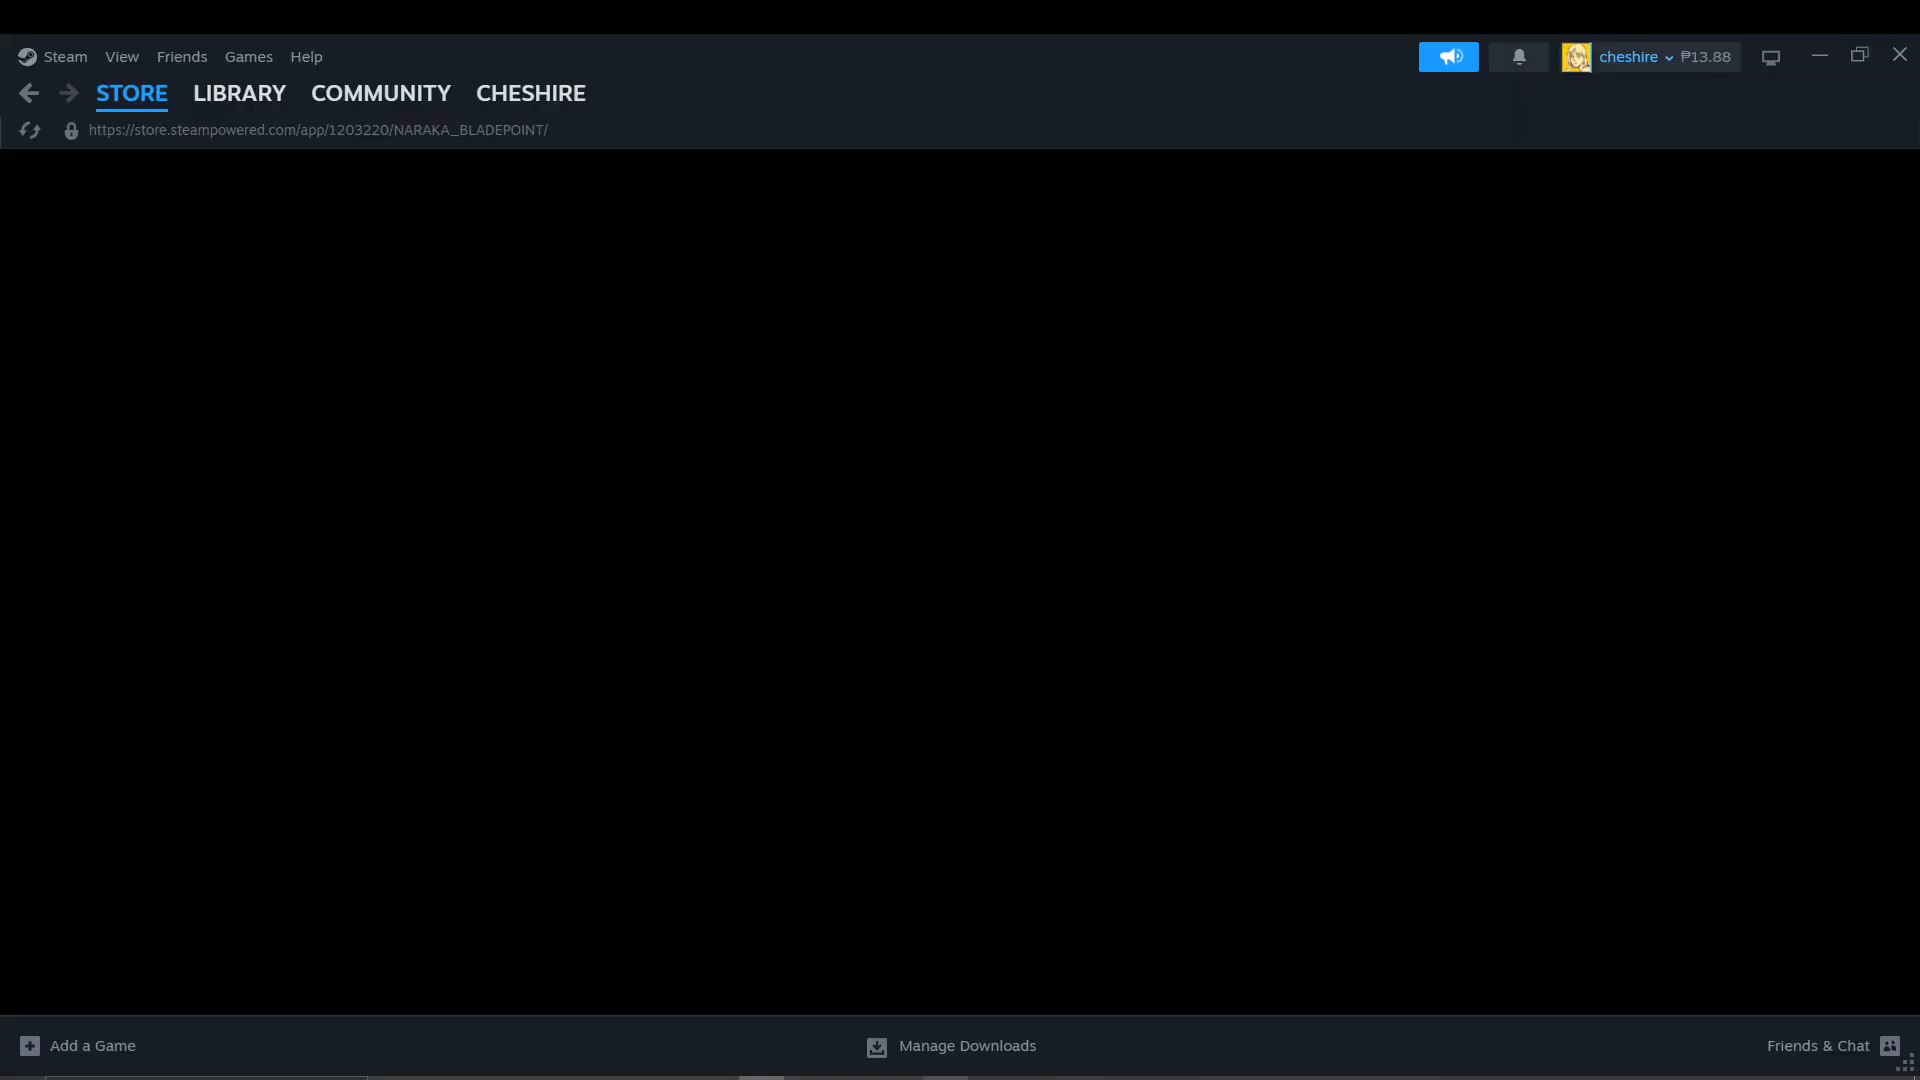 Steam View Friends Games Help cheshire ₱13.88
STORE LIBRARY COMMUNITY CHESHIRE
https://store.steampowered.com/app/1203220/NARAKA_BLADEPOINT/
Add a Game Manage Downloads Friends & Chat